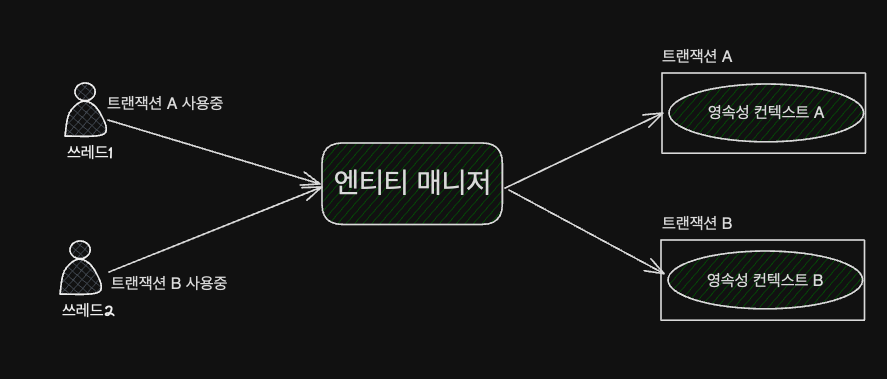 트랜잭션 A 사용중
쓰레드1
트랜잭션 B 사용중
쓰레드2
엔티티 매니저
트랜잭션 A
영속성 컨텍스트 A
트랜잭션 B
영속성 컨텍스트 B